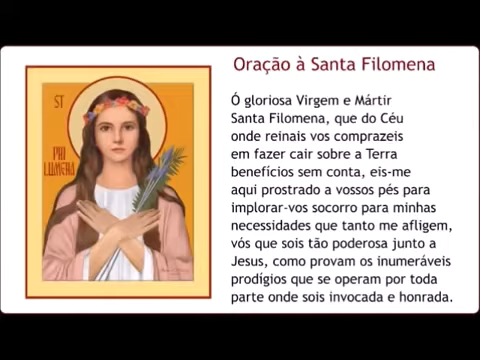 Oração à Santa Filomena
ST
PHI
LUMENA
Ó gloriosa Virgem e Mártir
Santa Filomena, que do Céu
onde reinais vos comprazeis
em fazer cair sobre a Terra
benefícios sem conta, eis-me
aqui prostrado a vossos pés para
implorar-vos socorro para minhas
necessidades que tanto me afligem,
vós que sois tão poderosa junto a
Jesus, como provam os inumeráveis
prodígios que se operam por toda
parte onde sois invocada e honrada.